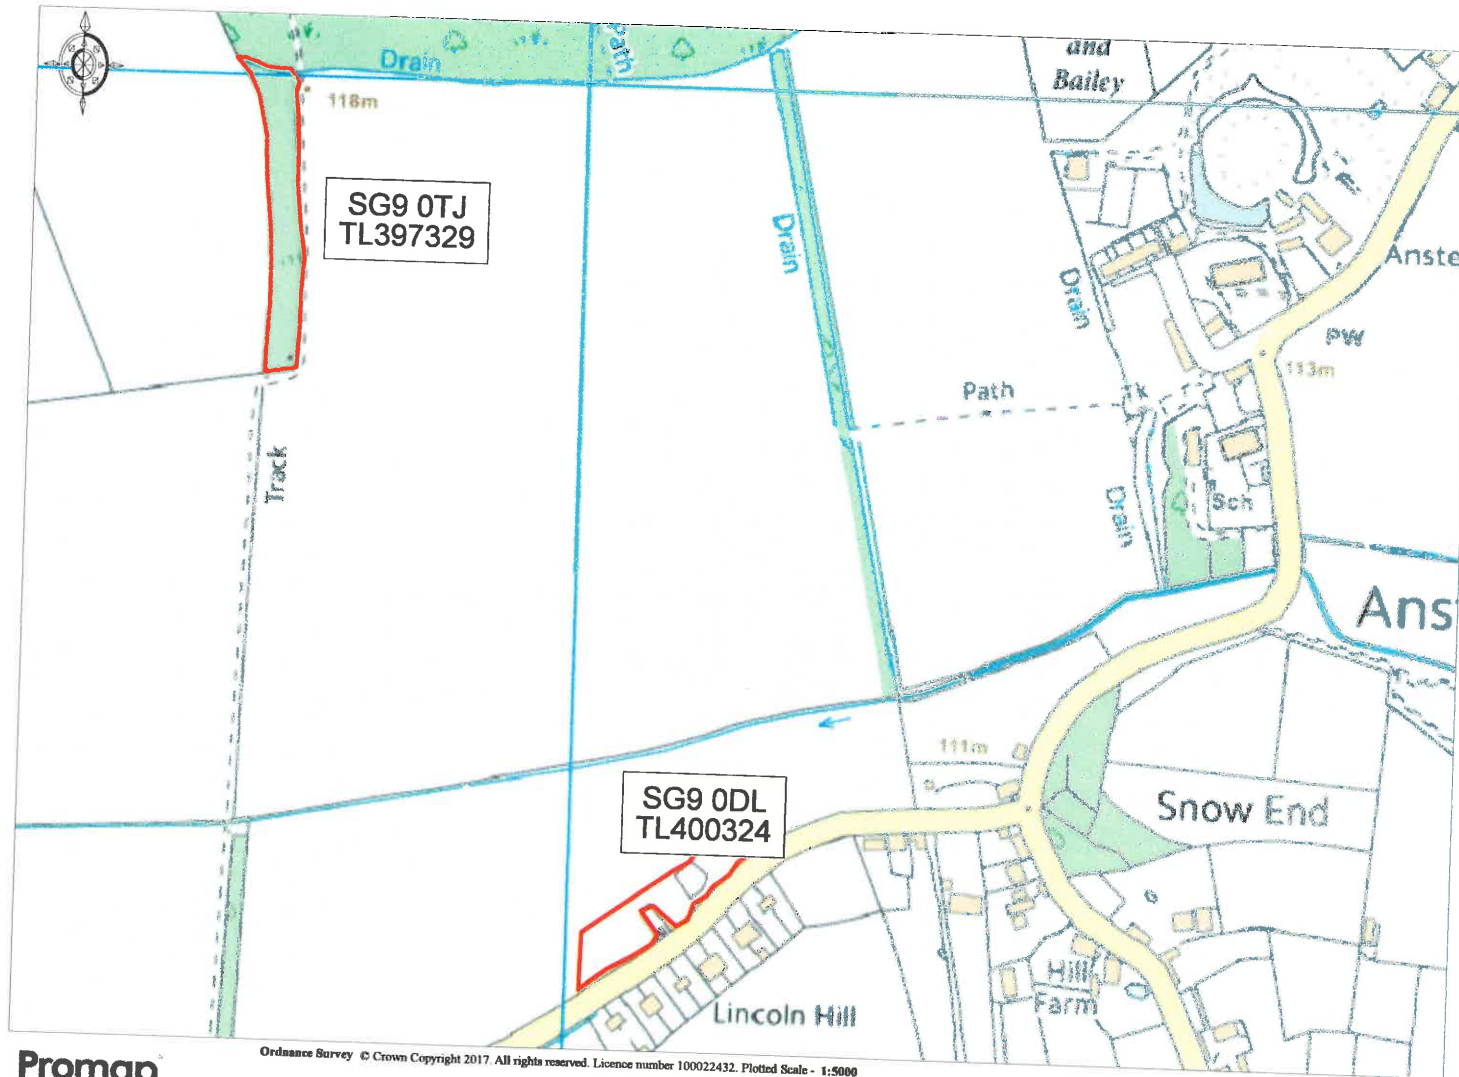 and
Bailey
Path
Drain
118m
SG9 0TJ
TL397329
Drain
Drain
Anste
PW
113m
Path
Tk
Track
Sch
Drain
Ans
111m
SG9 0DL
TL400324
Snow End
Hill
Farm
Lincoln Hill
Promap
Ordnance Survey © Crown Copyright 2017. All rights reserved. Licence number 100022432. Plotted Scale - 1:5000